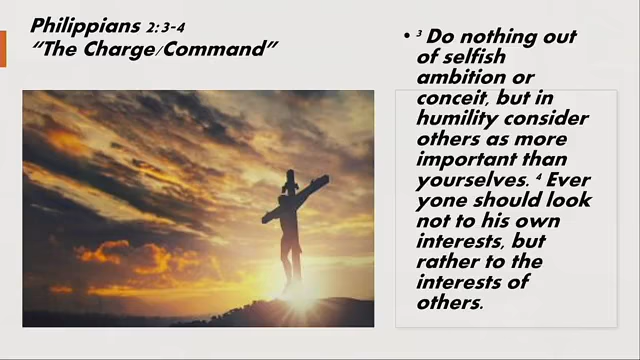 Philippians 2:3-4
“The Charge/Command”
• ³ Do nothing out
of selfish
ambition or
conceit, but in
humility consider
others as more
important than
yourselves. ⁴ Ever
yone should look
not to his own
interests, but
rather to the
interests of
others.